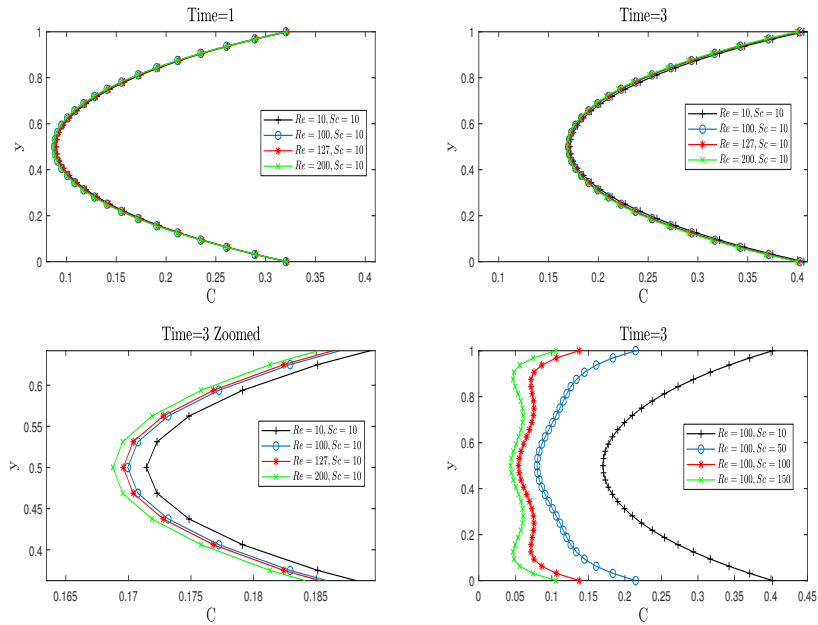 Time=1
1
0.8
0.6
0.4
0.2
0
y
Re = 10, Sc = 10
Re = 100, Sc = 10
Re = 127, Sc = 10
Re = 200, Sc = 10
0.1 0.15 0.2 0.25 0.3 0.35 0.4
C
Time=3
1
0.8
0.6
0.4
0.2
0
y
Re = 10, Sc = 10
Re = 100, Sc = 10
Re = 127, Sc = 10
Re = 200, Sc = 10
0.1 0.15 0.2 0.25 0.3 0.35 0.4
C
Time=3 Zoomed
0.6
0.55
0.5
0.45
0.4
y
Re = 10, Sc = 10
Re = 100, Sc = 10
Re = 127, Sc = 10
Re = 200, Sc = 10
0.165 0.17 0.175 0.18 0.185
C
Time=3
1
0.8
0.6
0.4
0.2
0
y
Re = 100, Sc = 10
Re = 100, Sc = 50
Re = 100, Sc = 100
Re = 100, Sc = 150
0 0.05 0.1 0.15 0.2 0.25 0.3 0.35 0.4 0.45
C